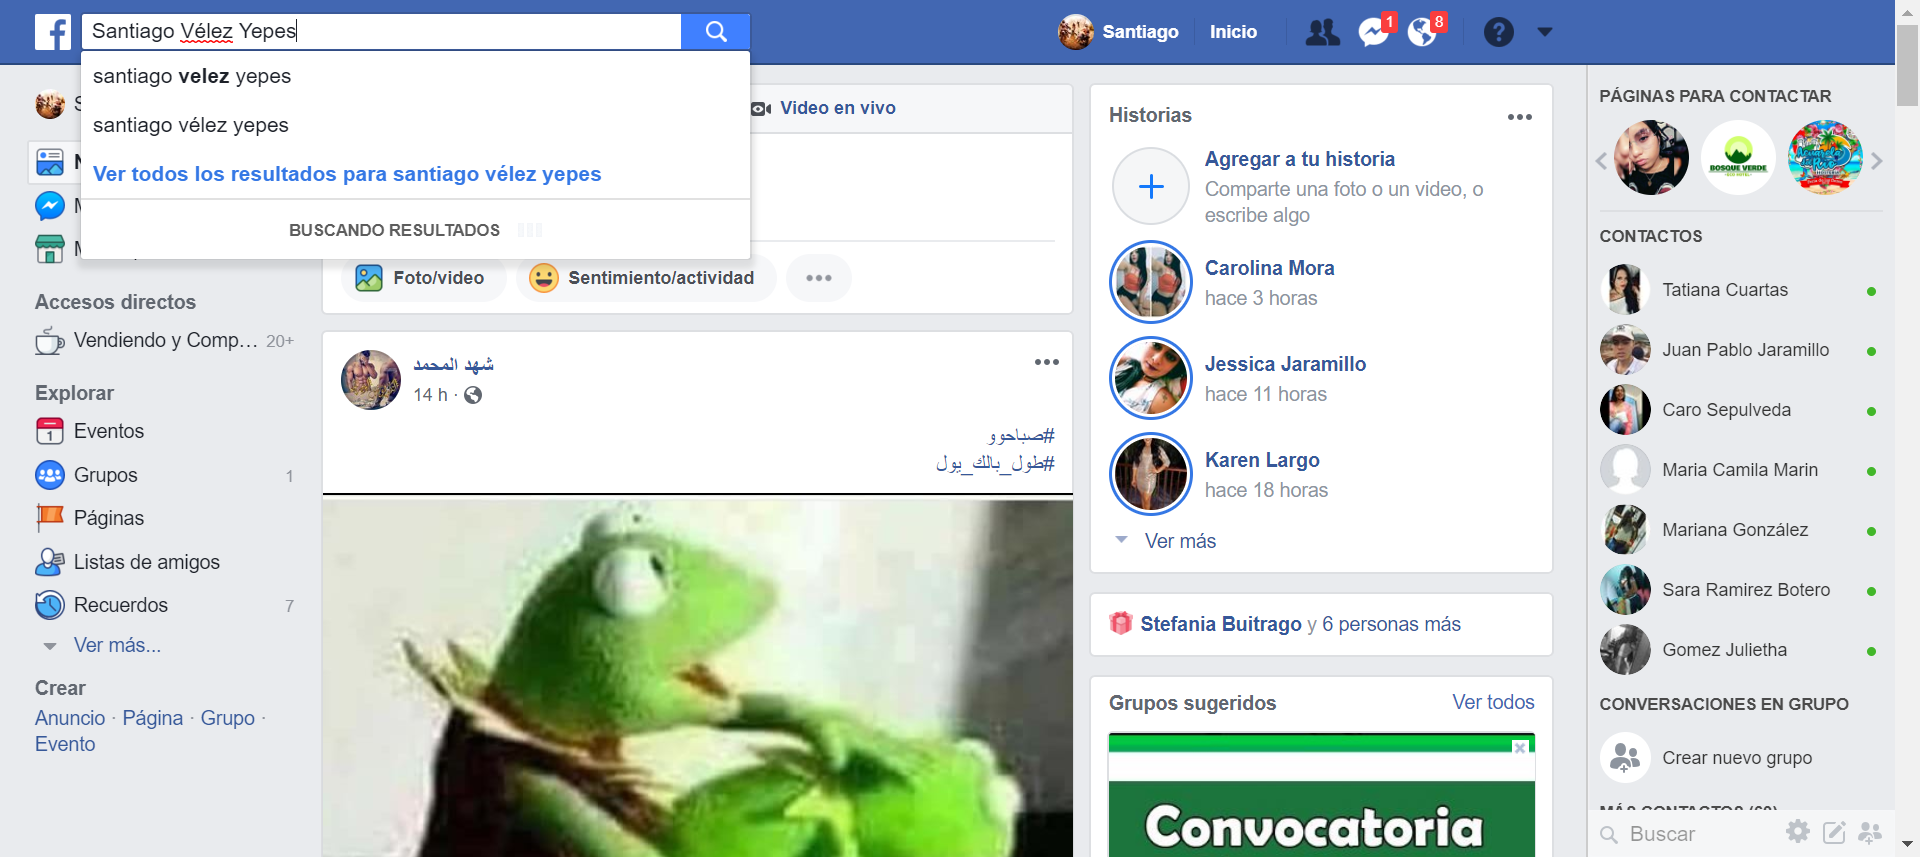 Santiago Vélez Yepes
santiago velez yepes
santiago vélez yepes
Ver todos los resultados para santiago vélez yepes
BUSCANDO RESULTADOS
Santiago
Inicio
1
8
?
Accesos directos
Vendiendo y Comp... 20+
Explorar
1
Eventos
Grupos 1
Páginas
Listas de amigos
Recuerdos 7
Ver más...
Crear
Anuncio · Página · Grupo ·
Evento
Video en vivo
Foto/video
Sentimiento/actividad
شهد المحمد
14 h ·
#صباحوو
#طول_بالك_يول
Historias
Agregar a tu historia
Comparte una foto o un video, o
escribe algo
Carolina Mora
hace 3 horas
Jessica Jaramillo
hace 11 horas
Karen Largo
hace 18 horas
Ver más
Stefania Buitrago y 6 personas más
Grupos sugeridos
Ver todos
Convocatoria
PÁGINAS PARA CONTACTAR
BOSQUE VERDE
CONTACTOS
Tatiana Cuartas
Juan Pablo Jaramillo
Caro Sepulveda
Maria Camila Marin
Mariana González
Sara Ramirez Botero
Gomez Julietha
CONVERSACIONES EN GRUPO
Crear nuevo grupo
MÁS CONTACTOS (60)
Buscar